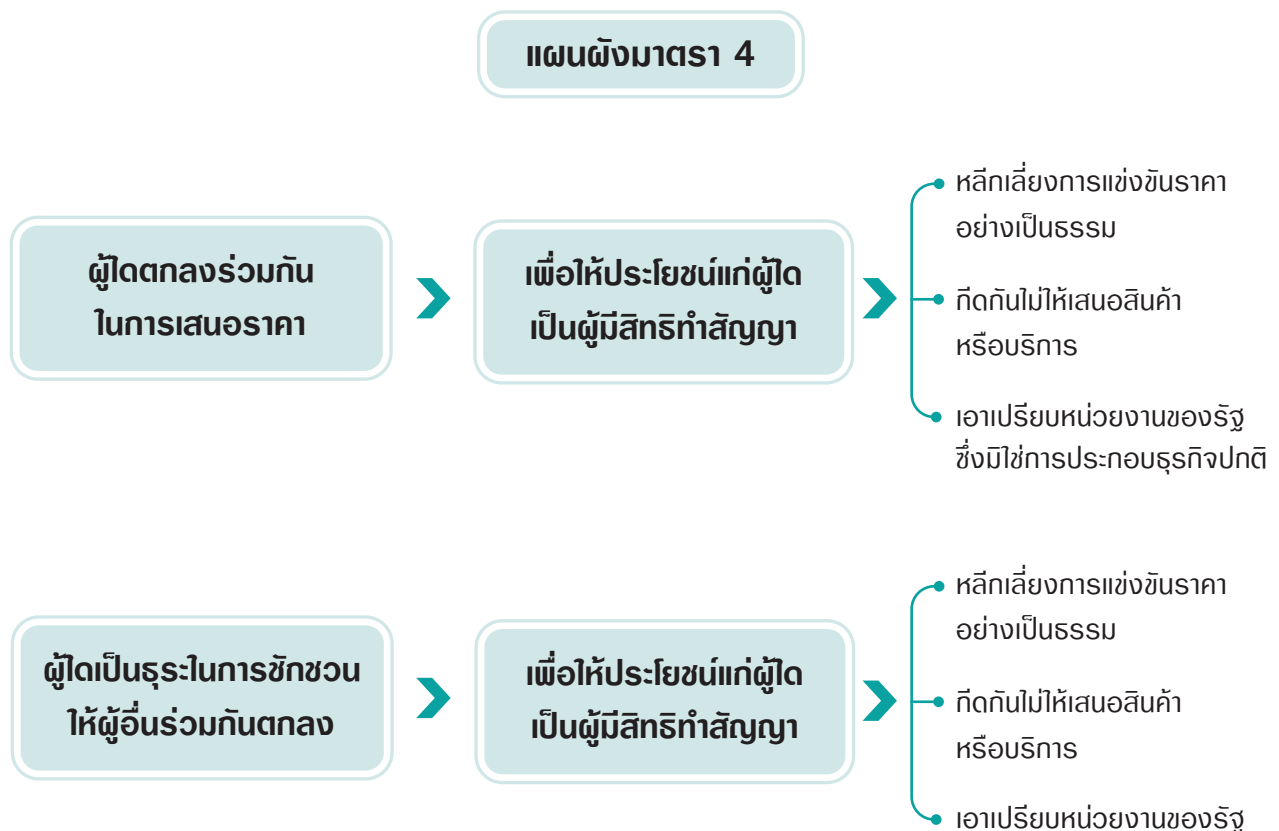 แผนผังมาตรา 4
ผู้ใดตกลงร่วมกัน
ในการเสนอราคา
เพื่อให้ประโยชน์แก่ผู้ใด
เป็นผู้มีสิทธิทำสัญญา
หลีกเลี่ยงการแข่งขันราคา
อย่างเป็นธรรม
กีดกันไม่ให้เสนอสินค้า
หรือบริการ
เอาเปรียบหน่วยงานของรัฐ
ซึ่งมิใช่การประกอบธุรกิจปกติ
ผู้ใดเป็นธุระในการชักชวน
ให้ผู้อื่นร่วมกันตกลง
เพื่อให้ประโยชน์แก่ผู้ใด
เป็นผู้มีสิทธิทำสัญญา
หลีกเลี่ยงการแข่งขันราคา
อย่างเป็นธรรม
กีดกันไม่ให้เสนอสินค้า
หรือบริการ
เอาเปรียบหน่วยงานของรัฐ